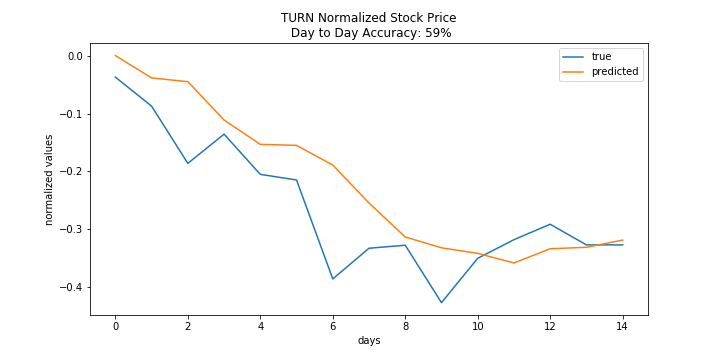 TURN Normalized Stock Price
Day to Day Accuracy: 59%
true
predicted
normalized values
0.0
−0.1
−0.2
−0.3
−0.4
0 2 4 6 8 10 12 14
days